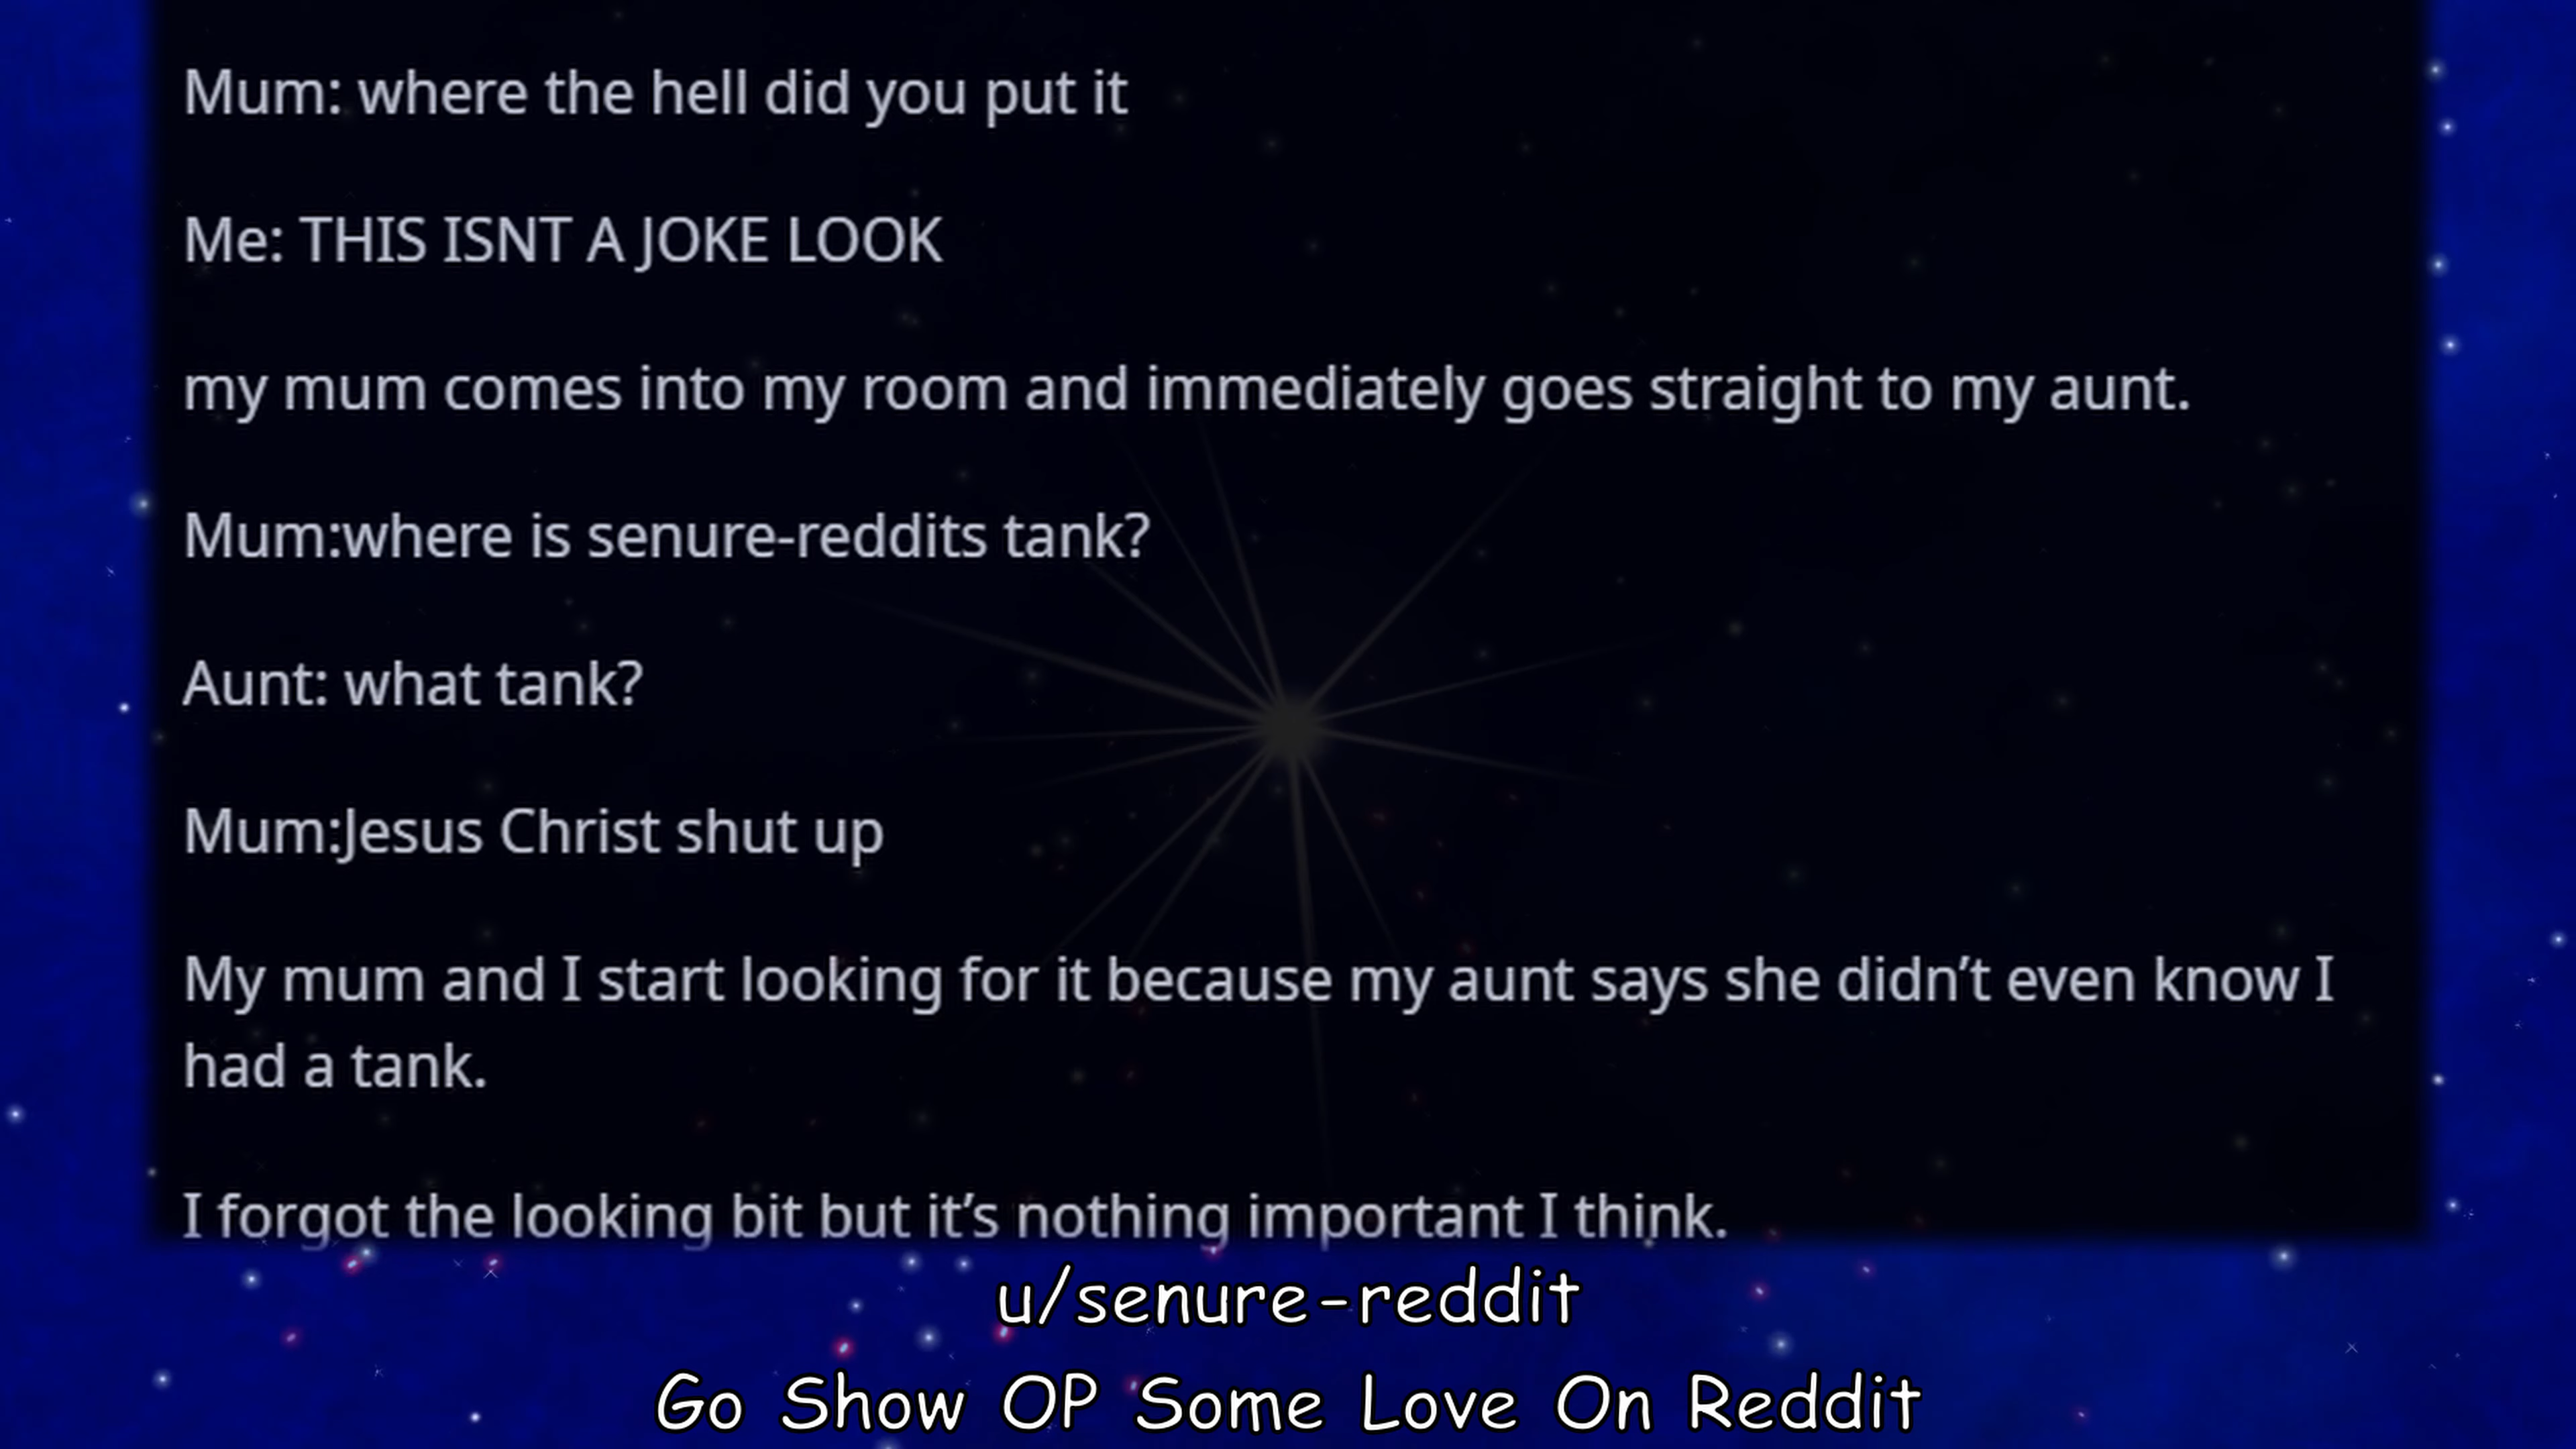 Mum: where the hell did you put it
Me: THIS ISNT A JOKE LOOK
my mum comes into my room and immediately goes straight to my aunt.
Mum:where is senure-reddits tank?
Aunt: what tank?
Mum:Jesus Christ shut up
My mum and I start looking for it because my aunt says she didn’t even know I
had a tank.
I forgot the looking bit but it’s nothing important I think.
u/senure-reddit
Go Show OP Some Love On Reddit